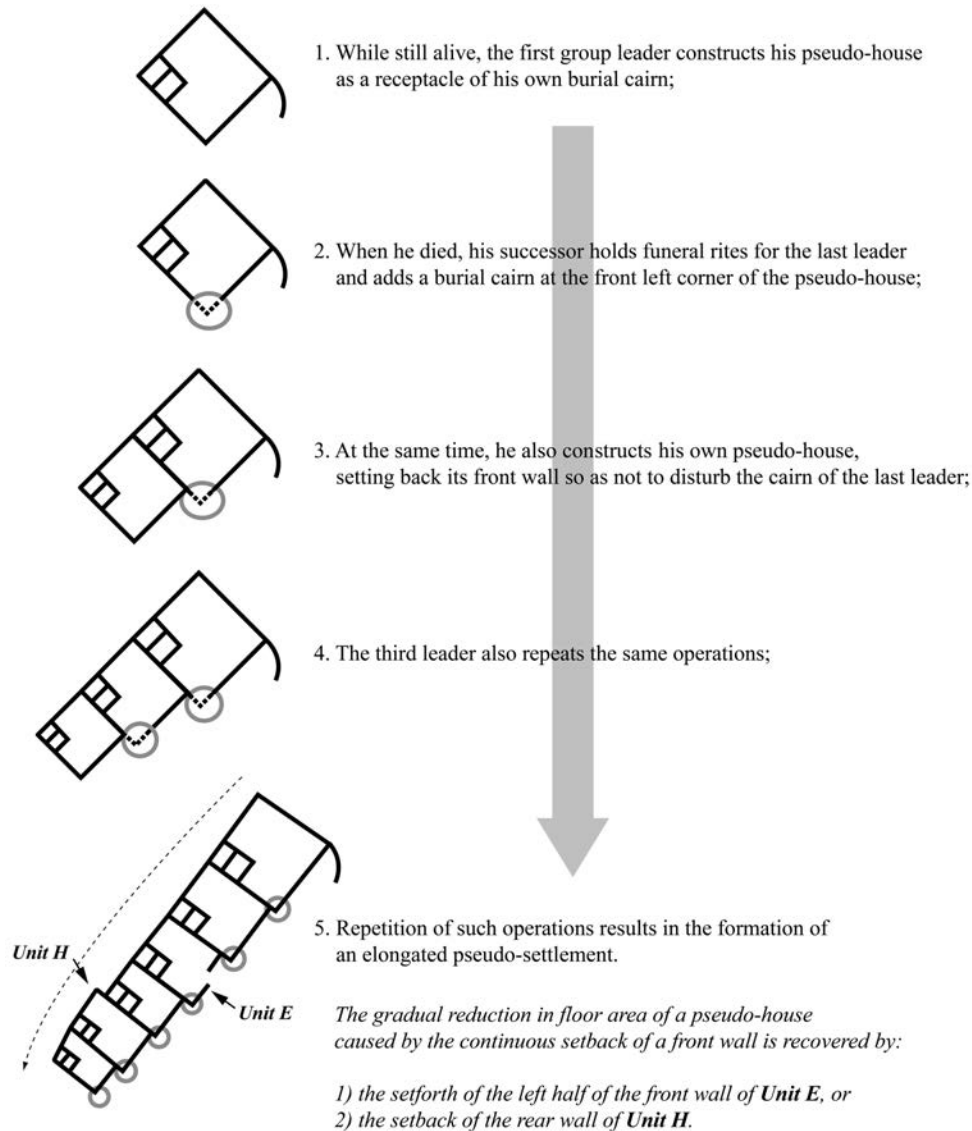 1. While still alive, the first group leader constructs his pseudo-house
as a receptacle of his own burial cairn;
2. When he died, his successor holds funeral rites for the last leader
and adds a burial cairn at the front left corner of the pseudo-house;
3. At the same time, he also constructs his own pseudo-house,
setting back its front wall so as not to disturb the cairn of the last leader;
4. The third leader also repeats the same operations;
5. Repetition of such operations results in the formation of
an elongated pseudo-settlement.
Unit H
Unit E
The gradual reduction in floor area of a pseudo-house
caused by the continuous setback of a front wall is recovered by:
1) the setforth of the left half of the front wall of Unit E, or
2) the setback of the rear wall of Unit H.